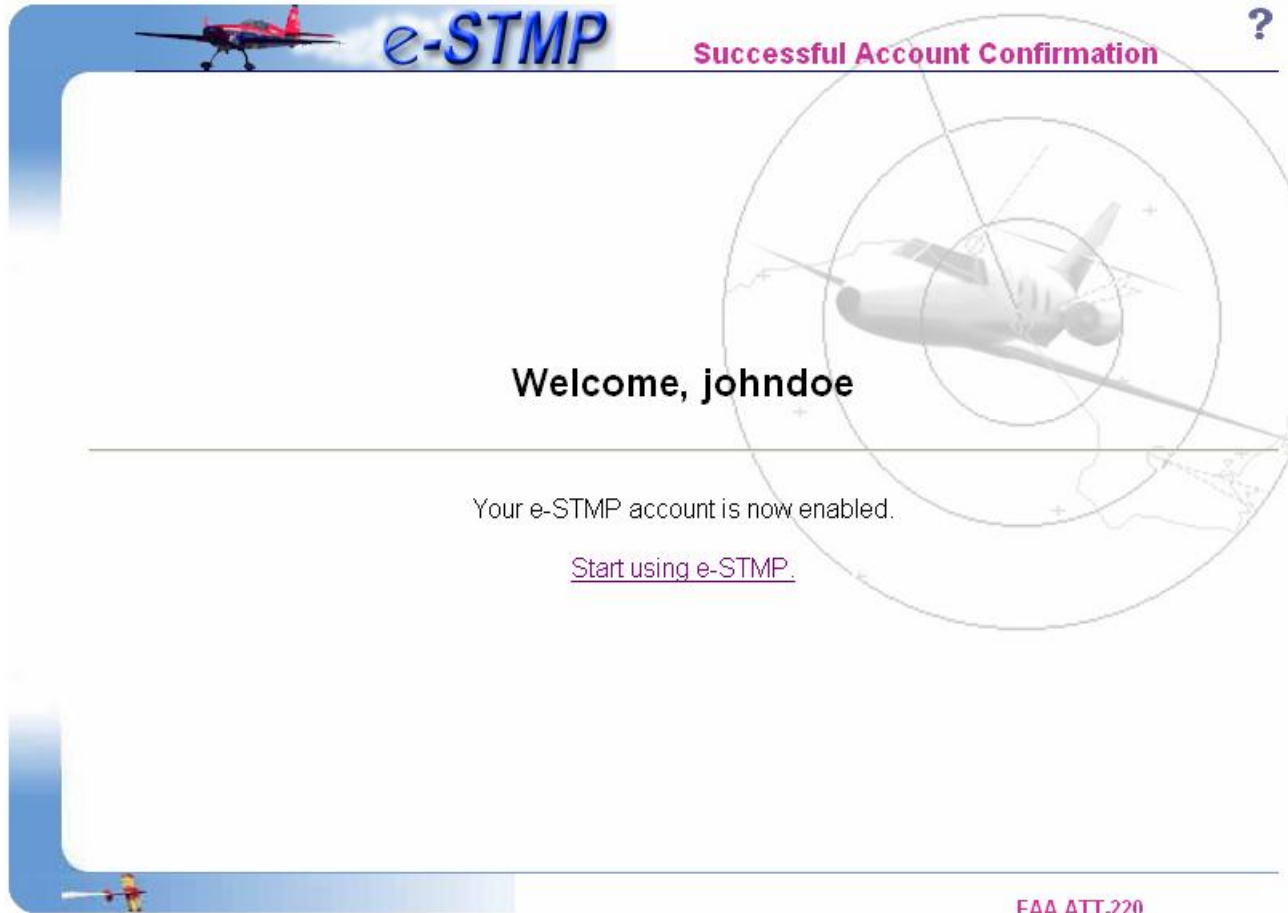 e-STMP
Successful Account Confirmation
?
Welcome, johndoe
Your e-STMP account is now enabled.
Start using e-STMP.
FAA ATT-220